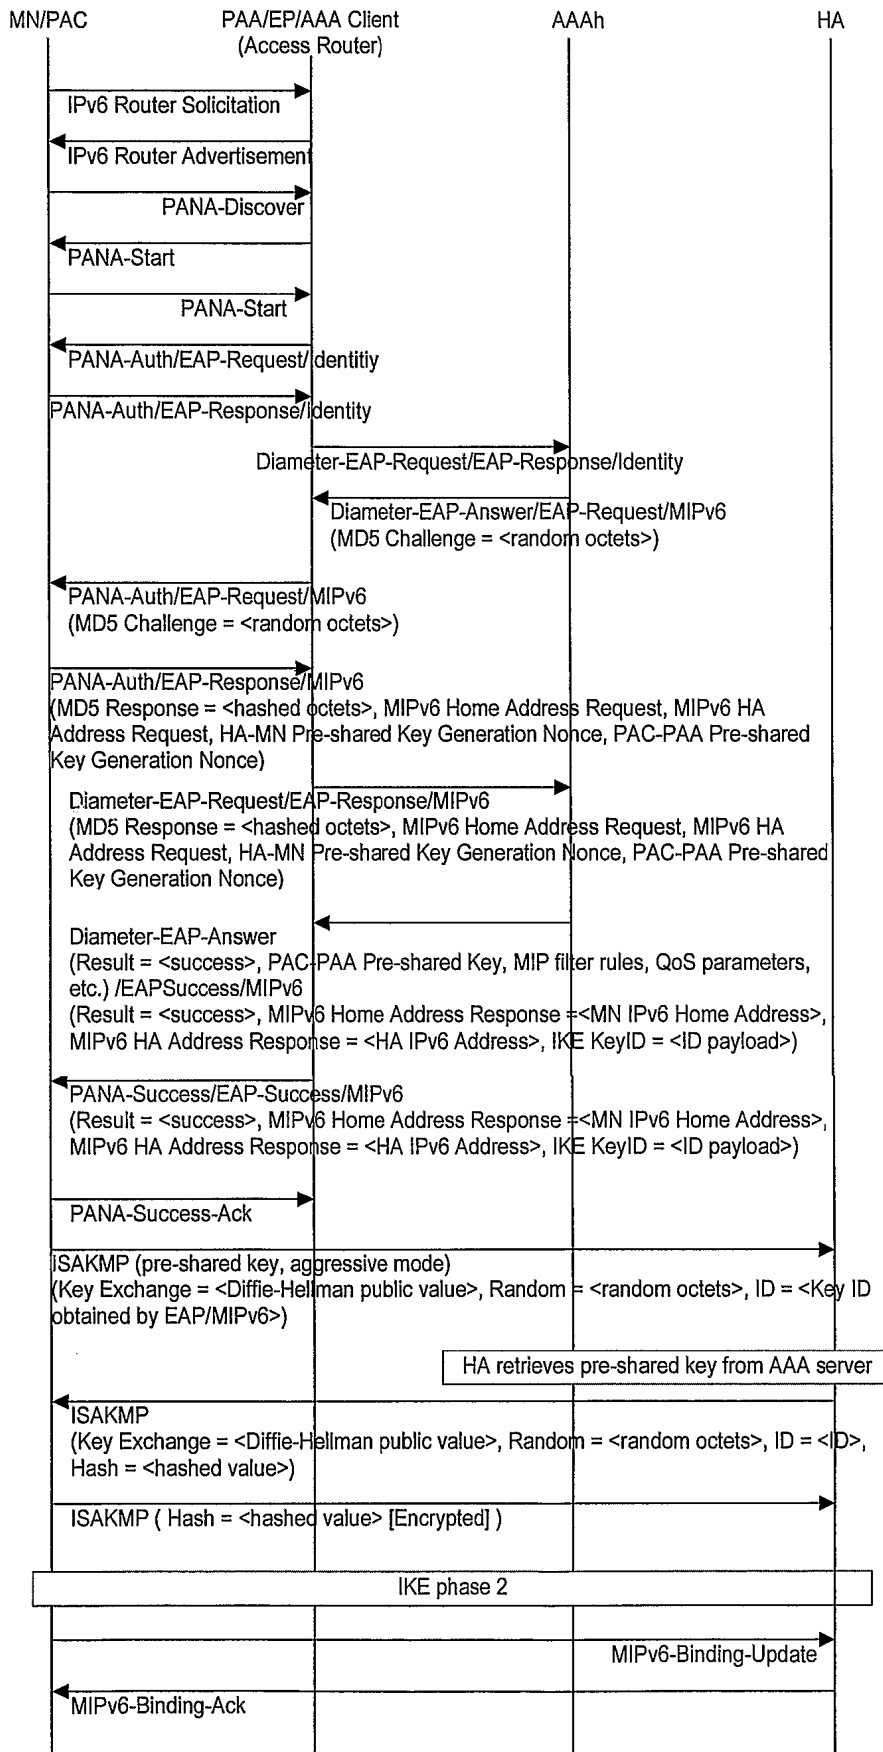 MN/PAC
PAA/EP/AAA Client
(Access Router)
AAAh
HA
IPv6 Router Solicitation
IPv6 Router Advertisement
PANA-Discover
PANA-Start
PANA-Start
PANA-Auth/EAP-Request/Identitiy
PANA-Auth/EAP-Response/Identity
Diameter-EAP-Request/EAP-Response/Identity
Diameter-EAP-Answer/EAP-Request/MIPv6
(MD5 Challenge = <random octets>)
PANA-Auth/EAP-Request/MIPv6
(MD5 Challenge = <random octets>)
PANA-Auth/EAP-Response/MIPv6
(MD5 Response = <hashed octets>, MIPv6 Home Address Request, MIPv6 HA
Address Request, HA-MN Pre-shared Key Generation Nonce, PAC-PAA Pre-shared
Key Generation Nonce)
Diameter-EAP-Request/EAP-Response/MIPv6
(MD5 Response = <hashed octets>, MIPv6 Home Address Request, MIPv6 HA
Address Request, HA-MN Pre-shared Key Generation Nonce, PAC-PAA Pre-shared
Key Generation Nonce)
Diameter-EAP-Answer
(Result = <success>, PAC-PAA Pre-shared Key, MIP filter rules, QoS parameters,
etc.) /EAPSuccess/MIPv6
(Result = <success>, MIPv6 Home Address Response =<MN IPv6 Home Address>,
MIPv6 HA Address Response = <HA IPv6 Address>, IKE KeyID = <ID payload>)
PANA-Success/EAP-Success/MIPv6
(Result = <success>, MIPv6 Home Address Response =<MN IPv6 Home Address>,
MIPv6 HA Address Response = <HA IPv6 Address>, IKE KeyID = <ID payload>)
PANA-Success-Ack
ISAKMP (pre-shared key, aggressive mode)
(Key Exchange = <Diffie-Hellman public value>, Random = <random octets>, ID = <Key ID
obtained by EAP/MIPv6>)
HA retrieves pre-shared key from AAA server
ISAKMP
(Key Exchange = <Diffie-Hellman public value>, Random = <random octets>, ID = <ID>,
Hash = <hashed value>)
ISAKMP ( Hash = <hashed value> [Encrypted] )
IKE phase 2
MIPv6-Binding-Update
MIPv6-Binding-Ack